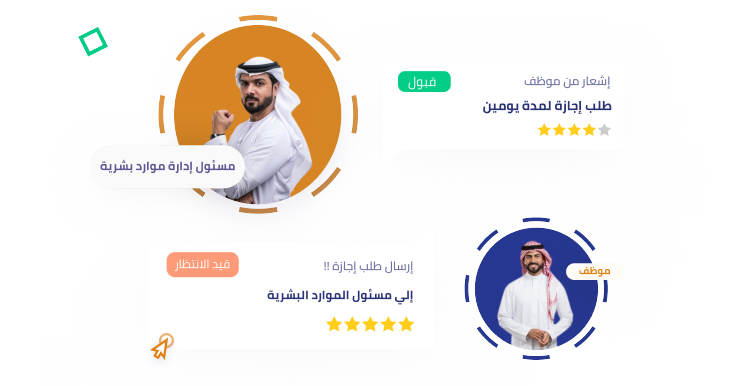 إشعار من موظف
قبول
طلب إجازة لمدة يومين
مسئول إدارة موارد بشرية
موظف
إرسال طلب إجازة !!
قيد الانتظار
إلي مسئول الموارد البشرية